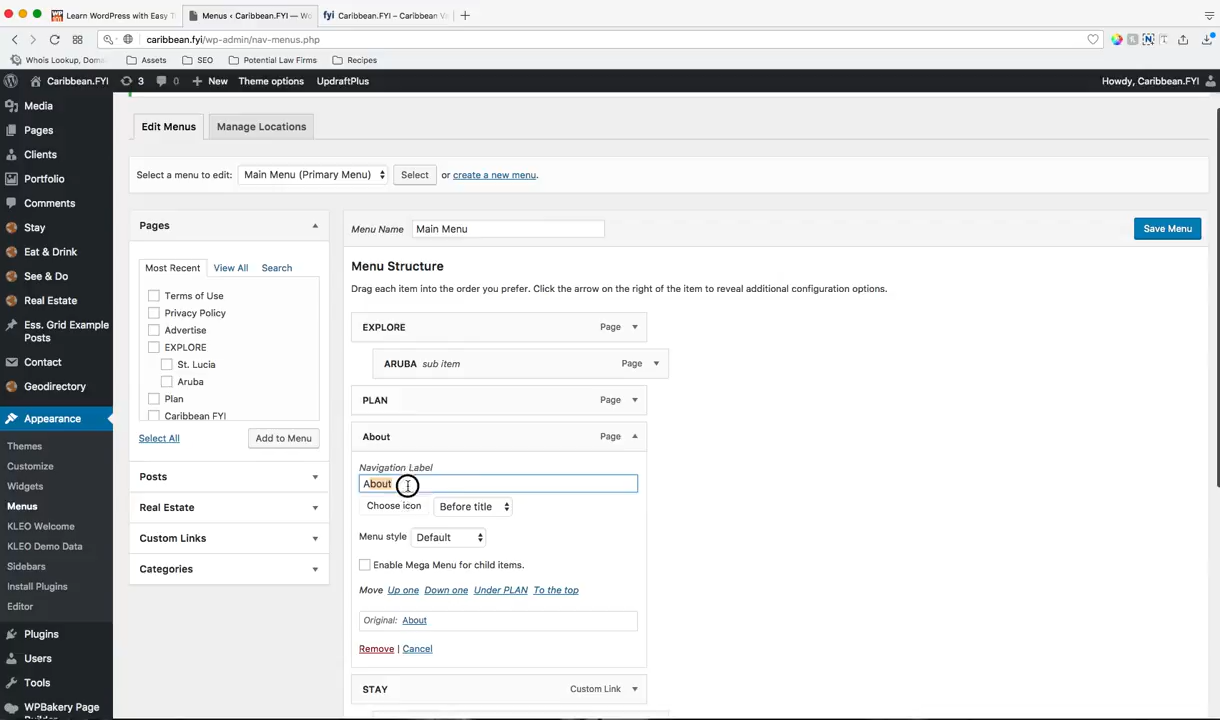 Learn WordPress with Easy T
Menus ‹ Caribbean.FYI — Wo
fyi Caribbean.FYI – Caribbean Va
caribbean.fyi/wp-admin/nav-menus.php
Whois Lookup, Doma
Assets
SEO
Potential Law Firms
Recipes
Caribbean.FYI
3
0
New
Theme options
UpdraftPlus
Howdy, Caribbean.FYI
Media
Pages
Clients
Portfolio
Comments
Stay
Eat & Drink
See & Do
Real Estate
Ess. Grid Example
Posts
Contact
Geodirectory
Appearance
Themes
Customize
Widgets
Menus
KLEO Welcome
KLEO Demo Data
Sidebars
Install Plugins
Editor
Plugins
Users
Tools
WPBakery Page
Edit Menus
Manage Locations
Select a menu to edit: Main Menu (Primary Menu) Select or create a new menu.
Pages
Most Recent View All Search
Terms of Use
Privacy Policy
Advertise
EXPLORE
St. Lucia
Aruba
Plan
Caribbean FYI
Select All
Add to Menu
Posts
Real Estate
Custom Links
Categories
Menu Name Main Menu
Save Menu
Menu Structure
Drag each item into the order you prefer. Click the arrow on the right of the item to reveal additional configuration options.
EXPLORE Page
ARUBA sub item Page
PLAN Page
About Page
Navigation Label
About
Choose icon Before title
Menu style Default
Enable Mega Menu for child items.
Move Up one Down one Under PLAN To the top
Original: About
Remove | Cancel
STAY Custom Link